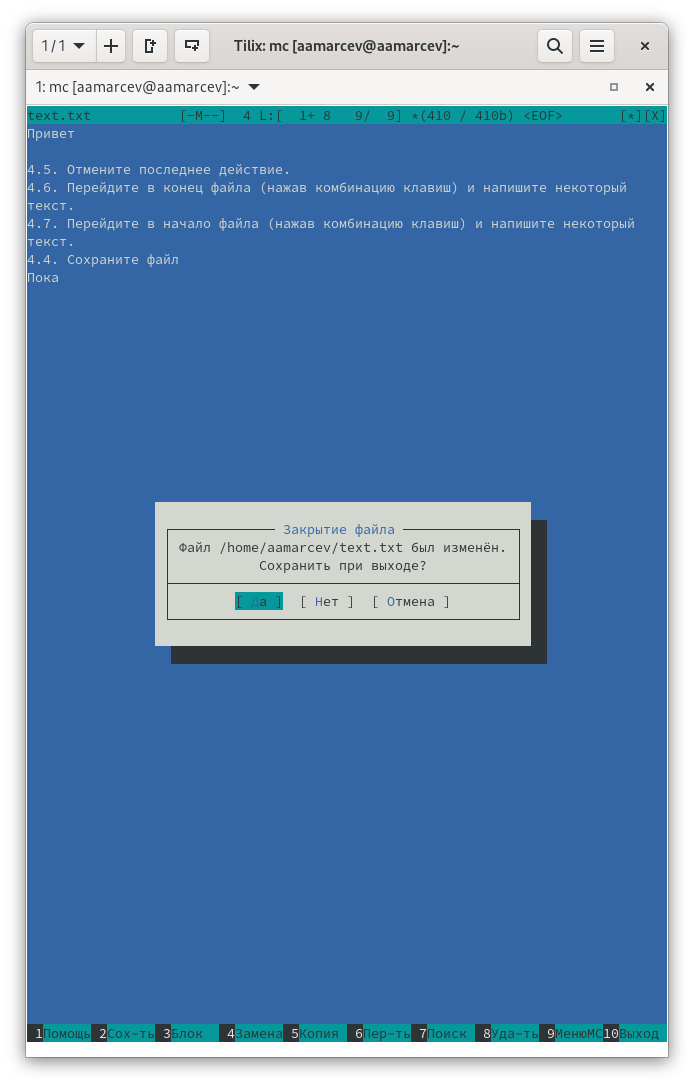 1 / 1 Tilix: mc [aamarcev@aamarcev]:~
1: mc [aamarcev@aamarcev]:~
text.txt [-M--] 4 L:[ 1+ 8 9/ 9] *(410 / 410b) <EOF> [*][X]
Привет
4.5. Отмените последнее действие.
4.6. Перейдите в конец файла (нажав комбинацию клавиш) и напишите некоторый
текст.
4.7. Перейдите в начало файла (нажав комбинацию клавиш) и напишите некоторый
текст.
4.4. Сохраните файл
Пока
Закрытие файла
Файл /home/aamarcev/text.txt был изменён.
Сохранить при выходе?
[ Да ] [ Нет ] [ Отмена ]
1Помощь 2Сох~ть 3Блок 4Замена 5Копия 6Пер~ть 7Поиск 8Уда~ть 9МенюMC 10Выход